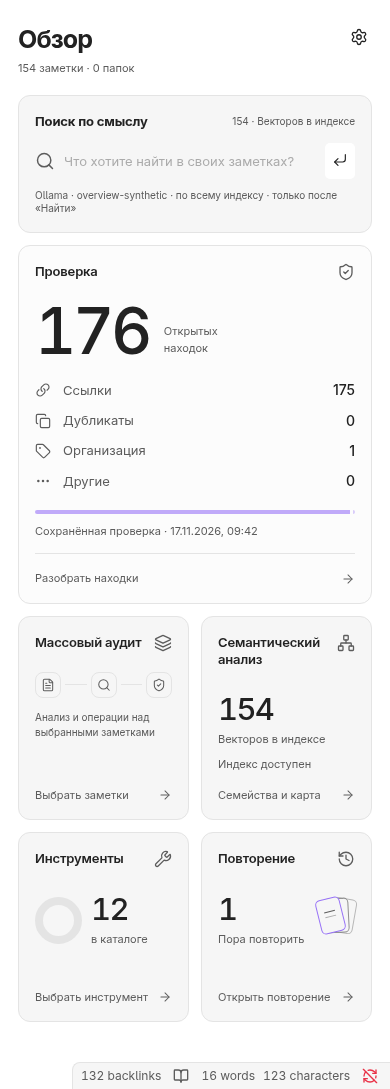 Обзор
154 заметки · 0 папок
Поиск по смыслу
154 · Векторов в индексе
Что хотите найти в своих заметках?
Ollama · overview-synthetic · по всему индексу · только после
«Найти»
Проверка
176
Открытых
находок
Ссылки 175
Дубликаты 0
Организация 1
Другие 0
Сохранённая проверка · 17.11.2026, 09:42
Разобрать находки
Массовый аудит
Анализ и операции над
выбранными заметками
Выбрать заметки
Семантический
анализ
154
Векторов в индексе
Индекс доступен
Семейства и карта
Инструменты
12
в каталоге
Выбрать инструмент
Повторение
1
Пора повторить
Открыть повторение
132 backlinks 16 words 123 characters